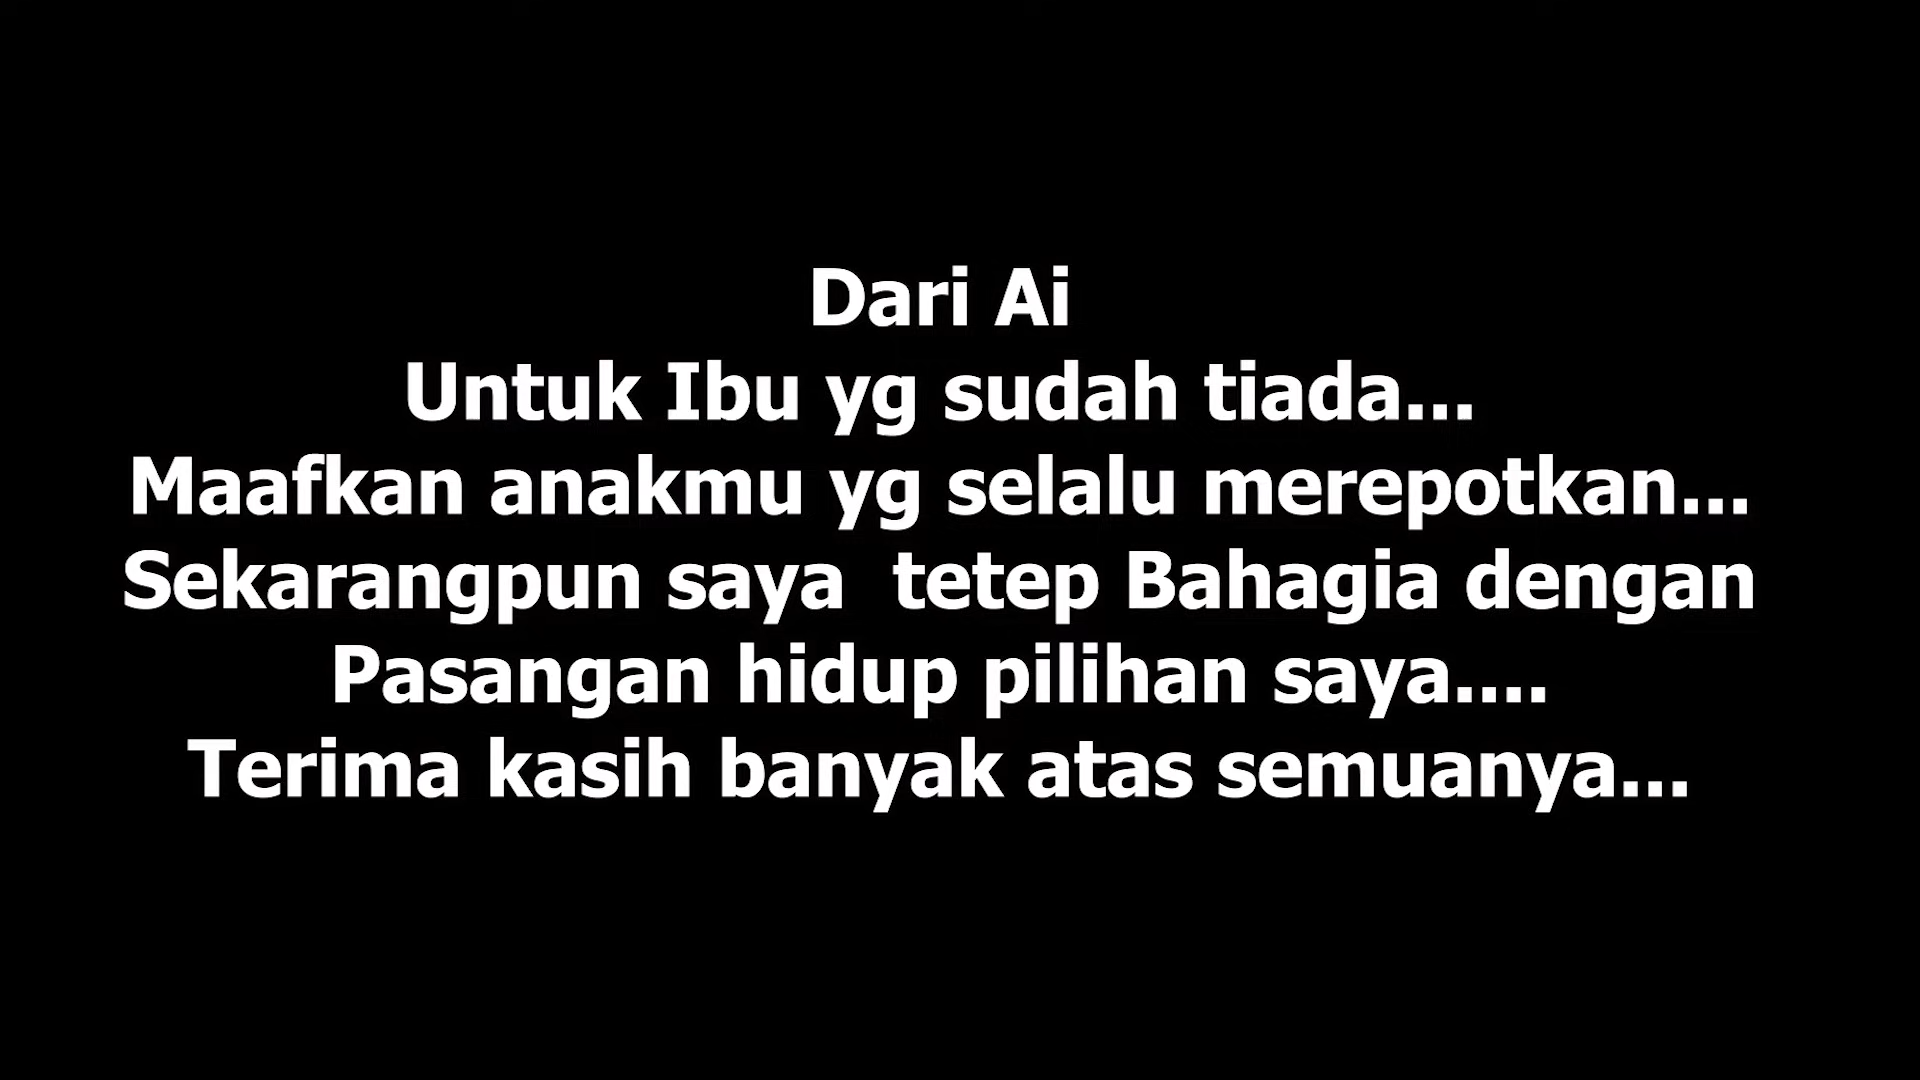 Dari Ai
Untuk Ibu yg sudah tiada...
Maafkan anakmu yg selalu merepotkan...
Sekarangpun saya  tetep Bahagia dengan
Pasangan hidup pilihan saya....
Terima kasih banyak atas semuanya...